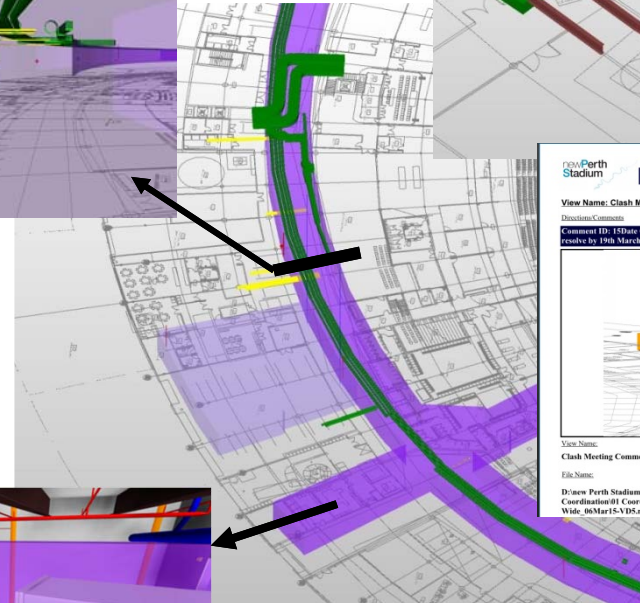 newPerth
Stadium
View Name: Clash M
Directions/Comments
Comment ID: 15Date
resolve by 19th March
View Name:
Clash Meeting Comme
File Name:
D:\new Perth Stadium
Coordination\01 Coor
Wide_06Mar15-VD5.n